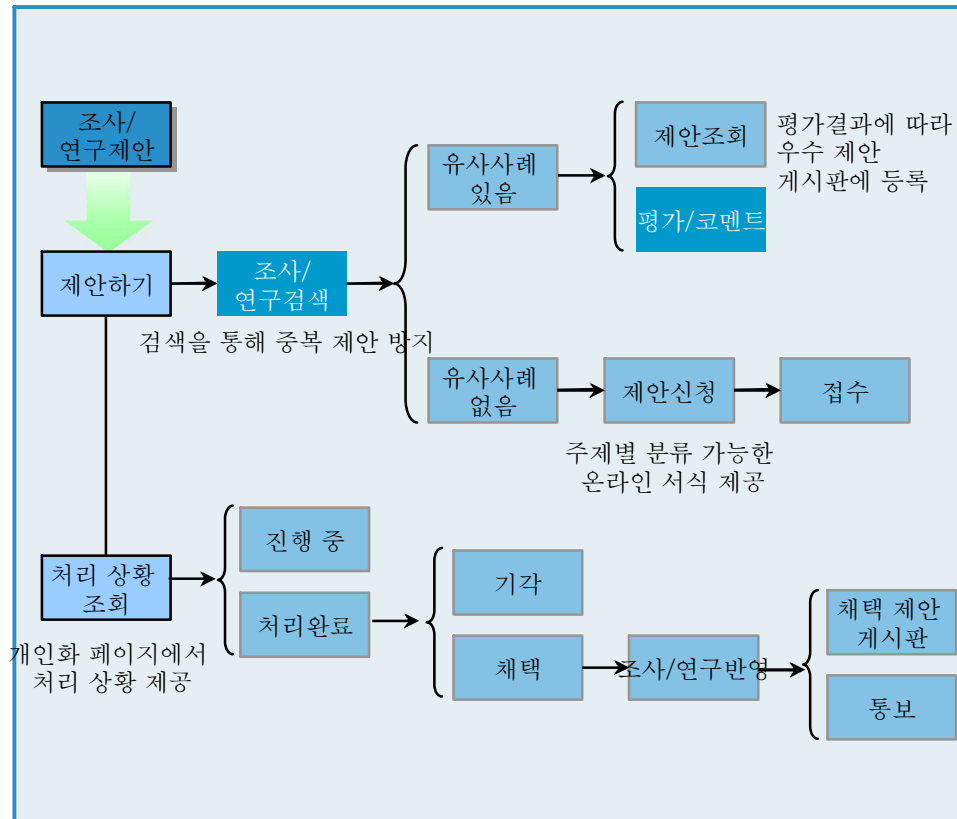 조사/
연구제안
제안하기
조사/
연구검색
검색을 통해 중복 제안 방지
유사사례
있음
제안조회
평가/코멘트
평가결과에 따라
우수 제안
게시판에 등록
유사사례
없음
제안신청
접수
주제별 분류 가능한
온라인 서식 제공
처리 상황
조회
개인화 페이지에서
처리 상황 제공
진행 중
처리완료
기각
채택
조사/연구반영
채택 제안
게시판
통보